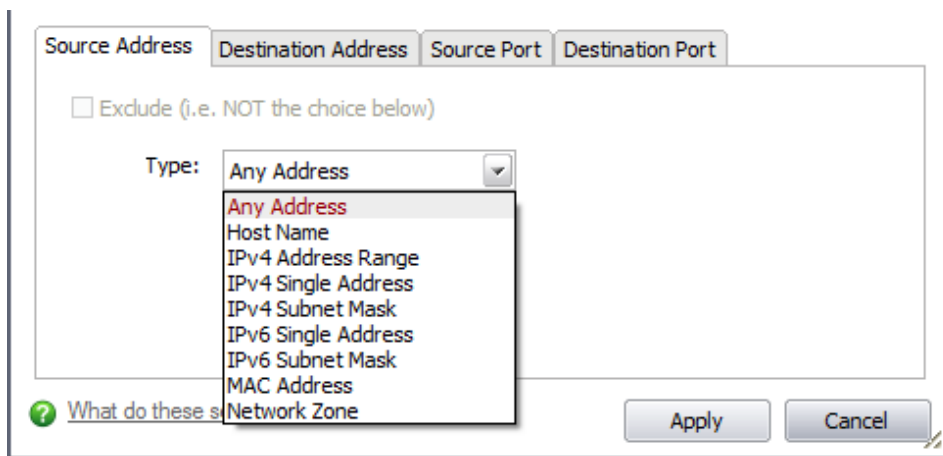 Source Address Destination Address Source Port Destination Port
Exclude (i.e. NOT the choice below)
Type: Any Address
Any Address
Host Name
IPv4 Address Range
IPv4 Single Address
IPv4 Subnet Mask
IPv6 Single Address
IPv6 Subnet Mask
MAC Address
Network Zone
What do these s
Apply Cancel